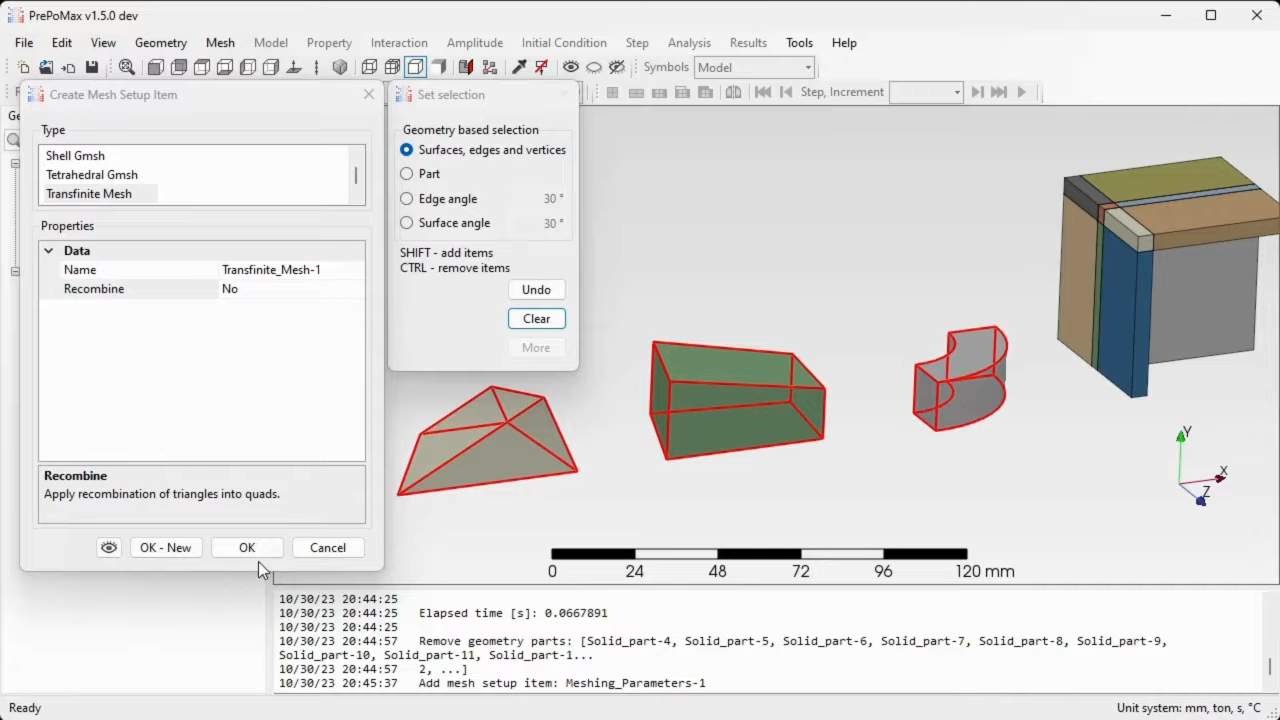 PrePoMax v1.5.0 dev
File Edit View Geometry Mesh Model Property Interaction Amplitude Initial Condition Step Analysis Results Tools Help
Symbols Model
Step, Increment
Create Mesh Setup Item
Type
Shell Gmsh
Tetrahedral Gmsh
Transfinite Mesh
Properties
Data
Name Transfinite_Mesh-1
Recombine No
Recombine
Apply recombination of triangles into quads.
OK - New OK Cancel
Set selection
Geometry based selection
Surfaces, edges and vertices
Part
Edge angle 30 °
Surface angle 30 °
SHIFT - add items
CTRL - remove items
Undo
Clear
More
Y
X
Z
0 24 48 72 96 120 mm
10/30/23 20:44:25
10/30/23 20:44:25 Elapsed time [s]: 0.0667891
10/30/23 20:44:25
10/30/23 20:44:57 Remove geometry parts: [Solid_part-4, Solid_part-5, Solid_part-6, Solid_part-7, Solid_part-8, Solid_part-9,
Solid_part-10, Solid_part-11, Solid_part-1...
10/30/23 20:44:57 2, ...]
10/30/23 20:45:37 Add mesh setup item: Meshing_Parameters-1
Ready
Unit system: mm, ton, s, °C